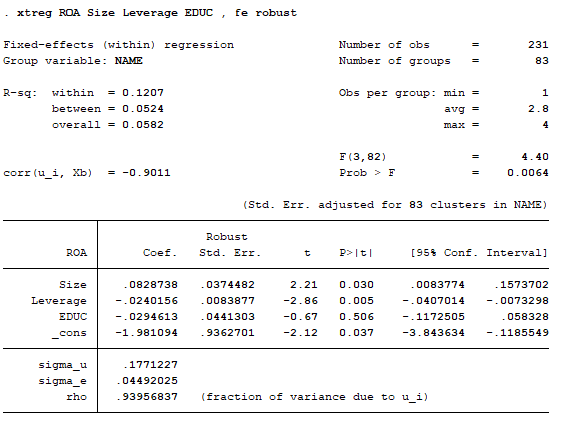 . xtreg ROA Size Leverage EDUC , fe robust
Fixed-effects (within) regression Number of obs = 231
Group variable: NAME Number of groups = 83
R-sq: within = 0.1207 Obs per group: min = 1
between = 0.0524 avg = 2.8
overall = 0.0582 max = 4
F(3,82) = 4.40
corr(u_i, Xb) = -0.9011 Prob > F = 0.0064
(Std. Err. adjusted for 83 clusters in NAME)
Robust
ROA Coef. Std. Err. t P>|t| [95% Conf. Interval]
Size .0828738 .0374482 2.21 0.030 .0083774 .1573702
Leverage -.0240156 .0083877 -2.86 0.005 -.0407014 -.0073298
EDUC -.0294613 .0441303 -0.67 0.506 -.1172505 .058328
_cons -1.981094 .9362701 -2.12 0.037 -3.843634 -.1185549
sigma_u .1771227
sigma_e .04492025
rho .93956837 (fraction of variance due to u_i)